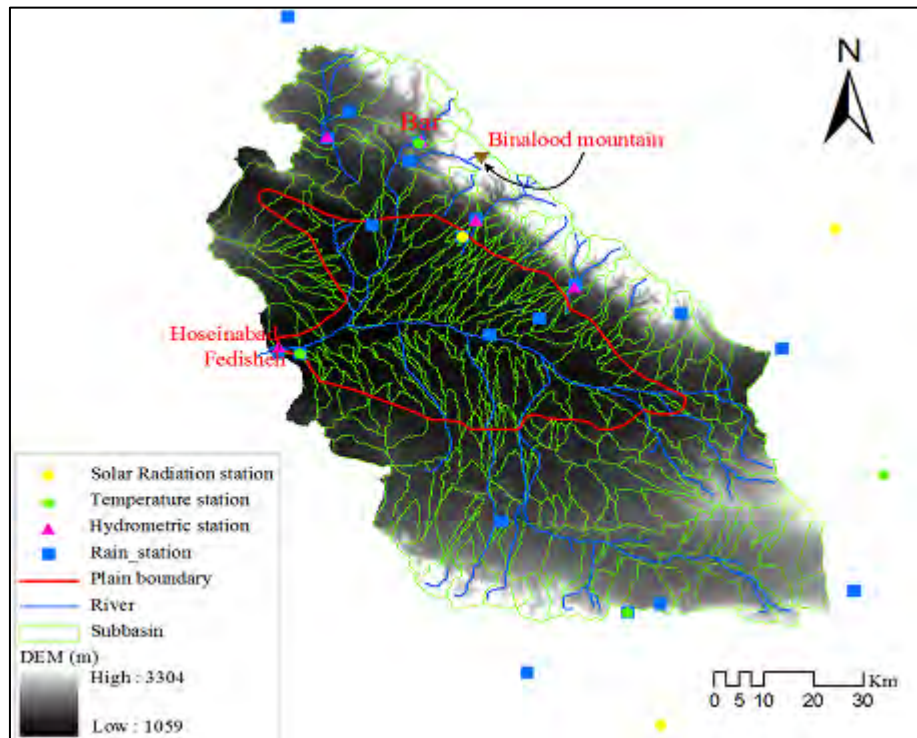 N
Bar
Binalood mountain
Hoseinabad
Fedisheh
Solar Radiation station
Temperature station
Hydrometric station
Rain_station
Plain boundary
River
Subbasin
DEM (m)
High : 3304
Low : 1059
Km
0 5 10 20 30